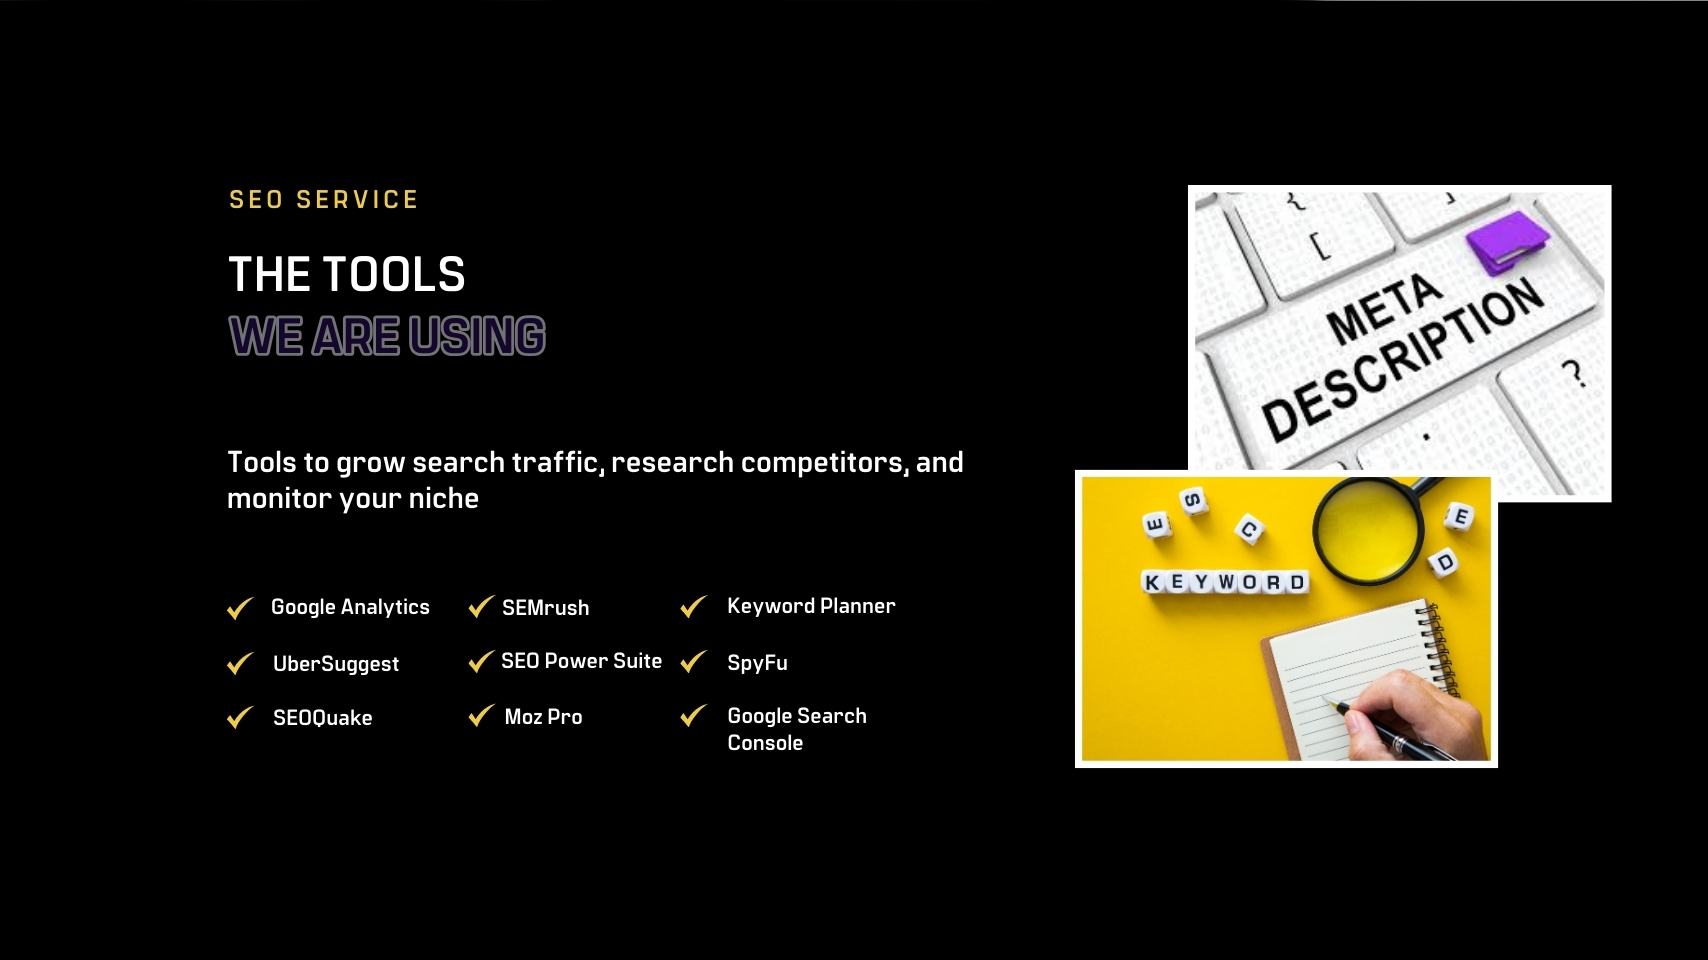 SEO SERVICE
THE TOOLS
WE ARE USING
Tools to grow search traffic, research competitors, and
monitor your niche
Google Analytics
SEMrush
Keyword Planner
UberSuggest
SEO Power Suite
SpyFu
SEOQuake
Moz Pro
Google Search
Console
{
[
]
META
DESCRIPTION
?
.
E
S
C
E
D
KEYWORD